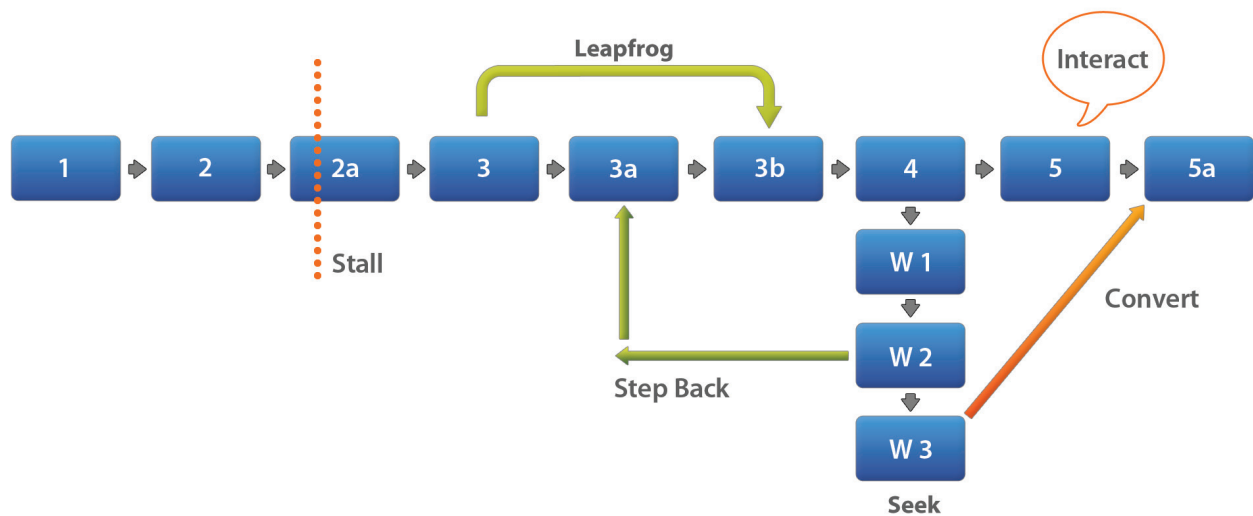 Leapfrog
Interact
1
2
2a
3
3a
3b
4
5
5a
Stall
W 1
Convert
W 2
Step Back
W 3
Seek